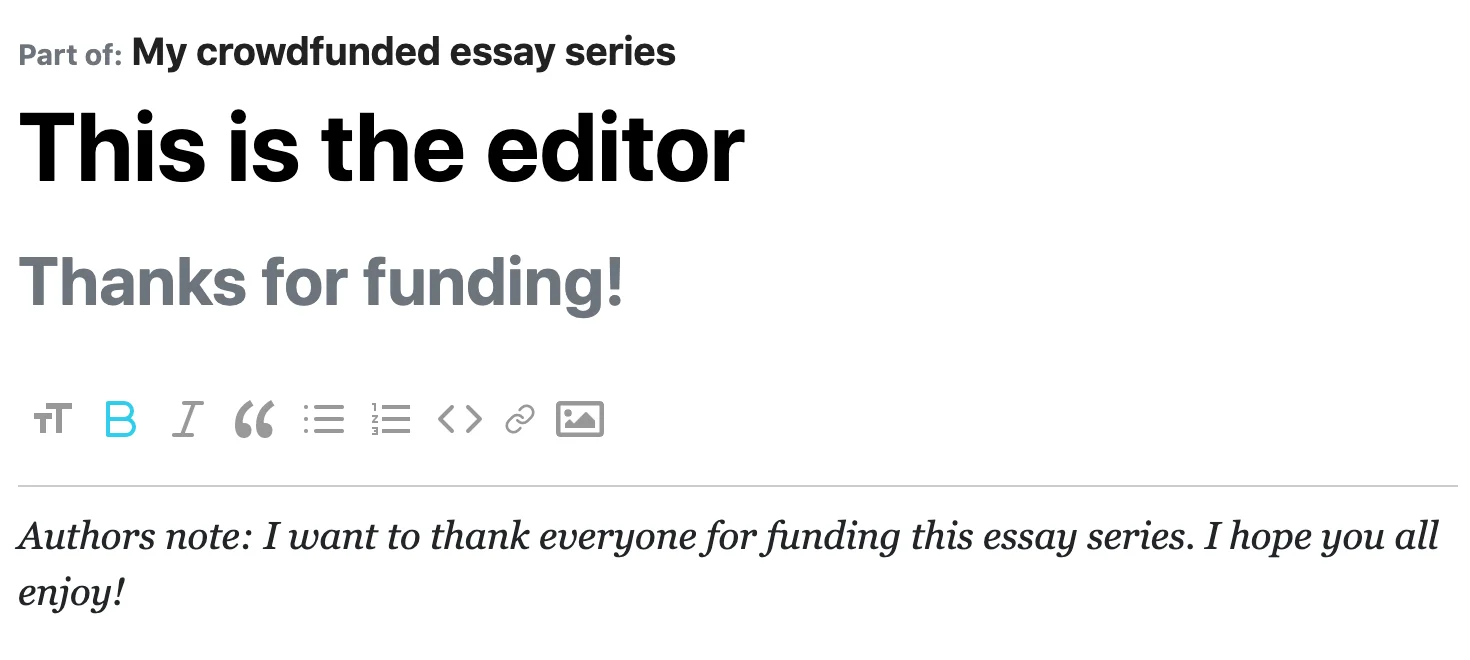 Part of: My crowdfunded essay series
This is the editor
Thanks for funding!
Authors note: I want to thank everyone for funding this essay series. I hope you all
enjoy!